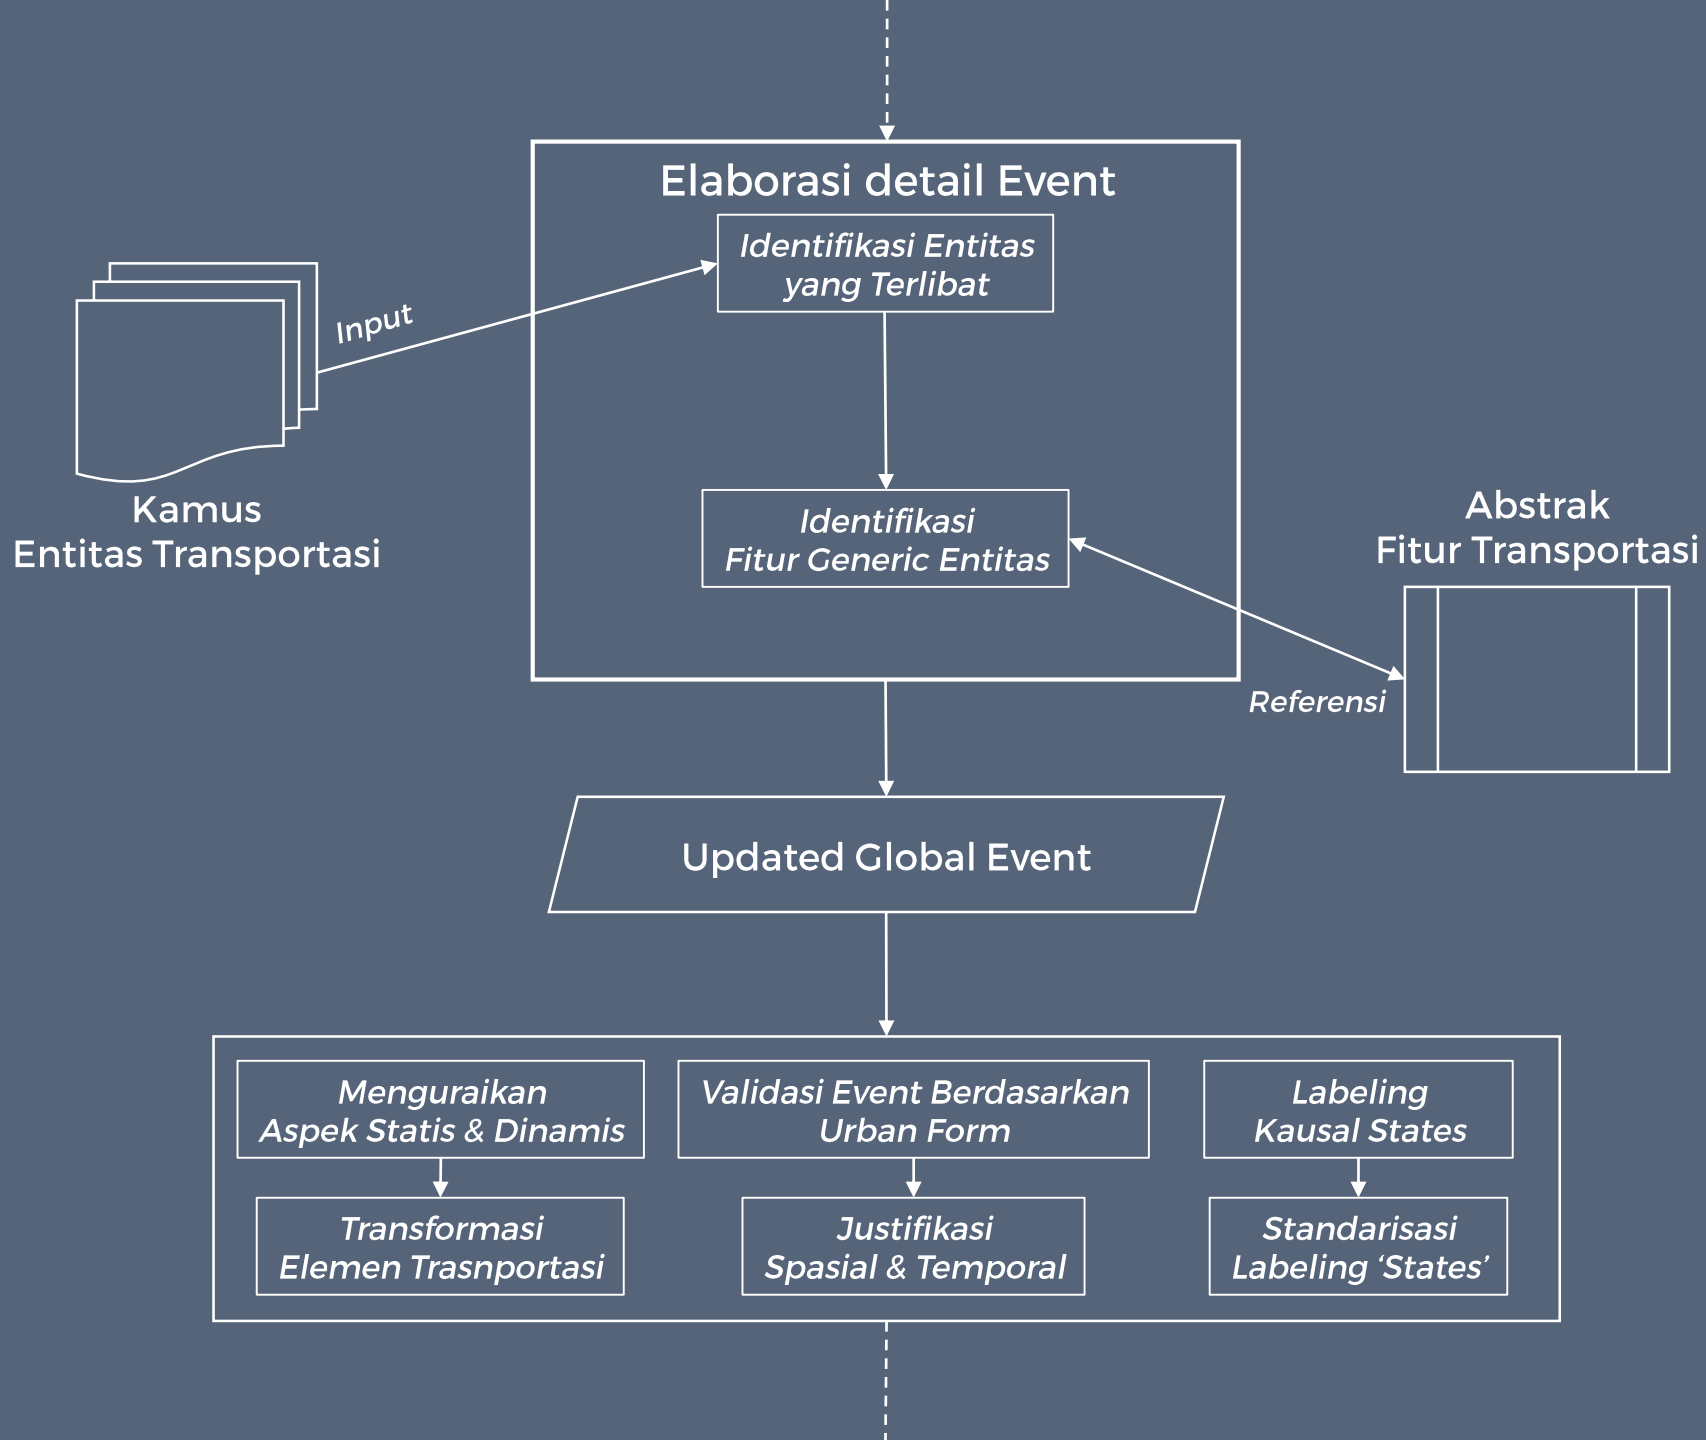 Elaborasi detail Event
Identifikasi Entitas
yang Terlibat
Input
Kamus
Entitas Transportasi
Identifikasi
Fitur Generic Entitas
Abstrak
Fitur Transportasi
Referensi
Updated Global Event
Menguraikan
Aspek Statis & Dinamis
Validasi Event Berdasarkan
Urban Form
Labeling
Kausal States
Transformasi
Elemen Trasnportasi
Justifikasi
Spasial & Temporal
Standarisasi
Labeling ‘States’